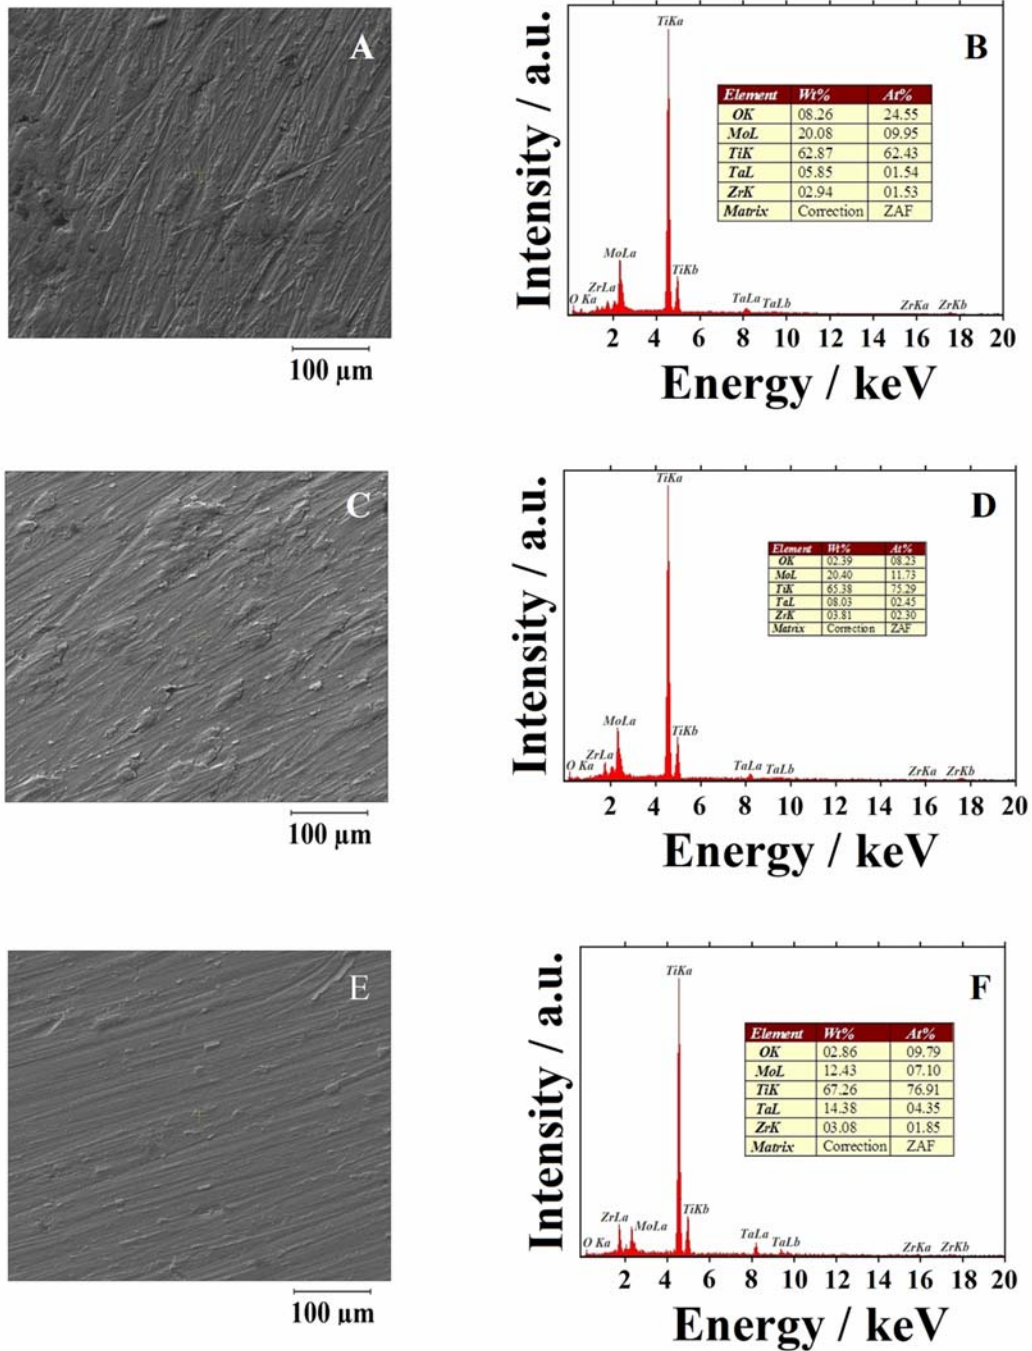 A
100 µm
B
Intensity / a.u.
TiKa
Element Wt% At%
OK 08.26 24.55
MoL 20.08 09.95
TiK 62.87 62.43
TaL 05.85 01.54
ZrK 02.94 01.53
Matrix Correction ZAF
MoLa
TiKb
ZrLa
O Ka
TaLa
TaLb
ZrKa ZrKb
2 4 6 8 10 12 14 16 18 20
Energy / keV
C
100 µm
D
Intensity / a.u.
TiKa
Element Wt% At%
OK 02.39 08.23
MoL 20.40 11.73
TiK 65.38 75.29
TaL 08.03 02.45
ZrK 03.81 02.30
Matrix Correction ZAF
MoLa
TiKb
ZrLa
O Ka
TaLa TaLb
ZrKa ZrKb
2 4 6 8 10 12 14 16 18 20
Energy / keV
E
100 µm
F
Intensity / a.u.
TiKa
Element Wt% At%
OK 02.86 09.79
MoL 12.43 07.10
TiK 67.26 76.91
TaL 14.38 04.35
ZrK 03.08 01.85
Matrix Correction ZAF
ZrLa
MoLa
TiKb
O Ka
TaLa
TaLb
ZrKa ZrKb
2 4 6 8 10 12 14 16 18 20
Energy / keV